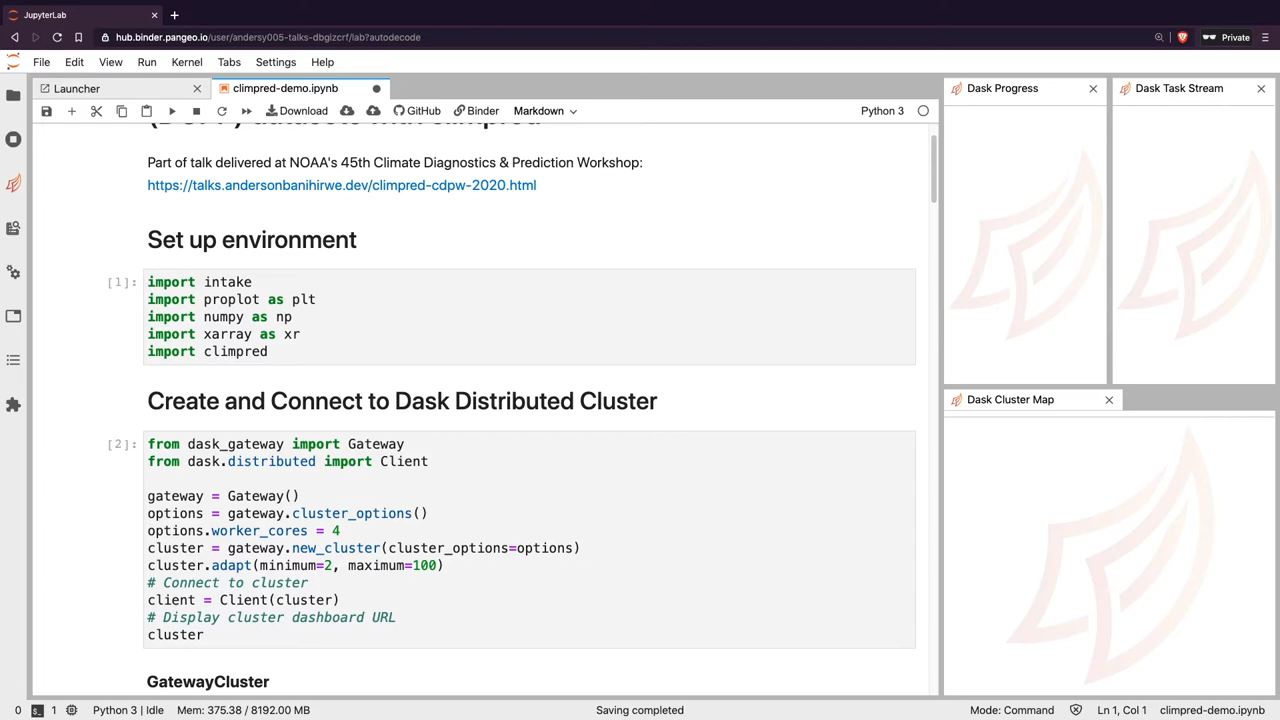 JupyterLab
hub.binder.pangeo.io/user/andersy005-talks-dbgizcrf/lab?autodecode
Private
File Edit View Run Kernel Tabs Settings Help
Launcher
climpred-demo.ipynb
Download GitHub Binder Markdown
Python 3
Part of talk delivered at NOAA's 45th Climate Diagnostics & Prediction Workshop:
https://talks.andersonbanihirwe.dev/climpred-cdpw-2020.html
Set up environment
[1]:
import intake
import proplot as plt
import numpy as np
import xarray as xr
import climpred
Create and Connect to Dask Distributed Cluster
[2]:
from dask_gateway import Gateway
from dask.distributed import Client
gateway = Gateway()
options = gateway.cluster_options()
options.worker_cores = 4
cluster = gateway.new_cluster(cluster_options=options)
cluster.adapt(minimum=2, maximum=100)
# Connect to cluster
client = Client(cluster)
# Display cluster dashboard URL
cluster
GatewayCluster
Dask Progress
Dask Task Stream
Dask Cluster Map
0
1
Python 3 | Idle
Mem: 375.38 / 8192.00 MB
Saving completed
Mode: Command
Ln 1, Col 1
climpred-demo.ipynb